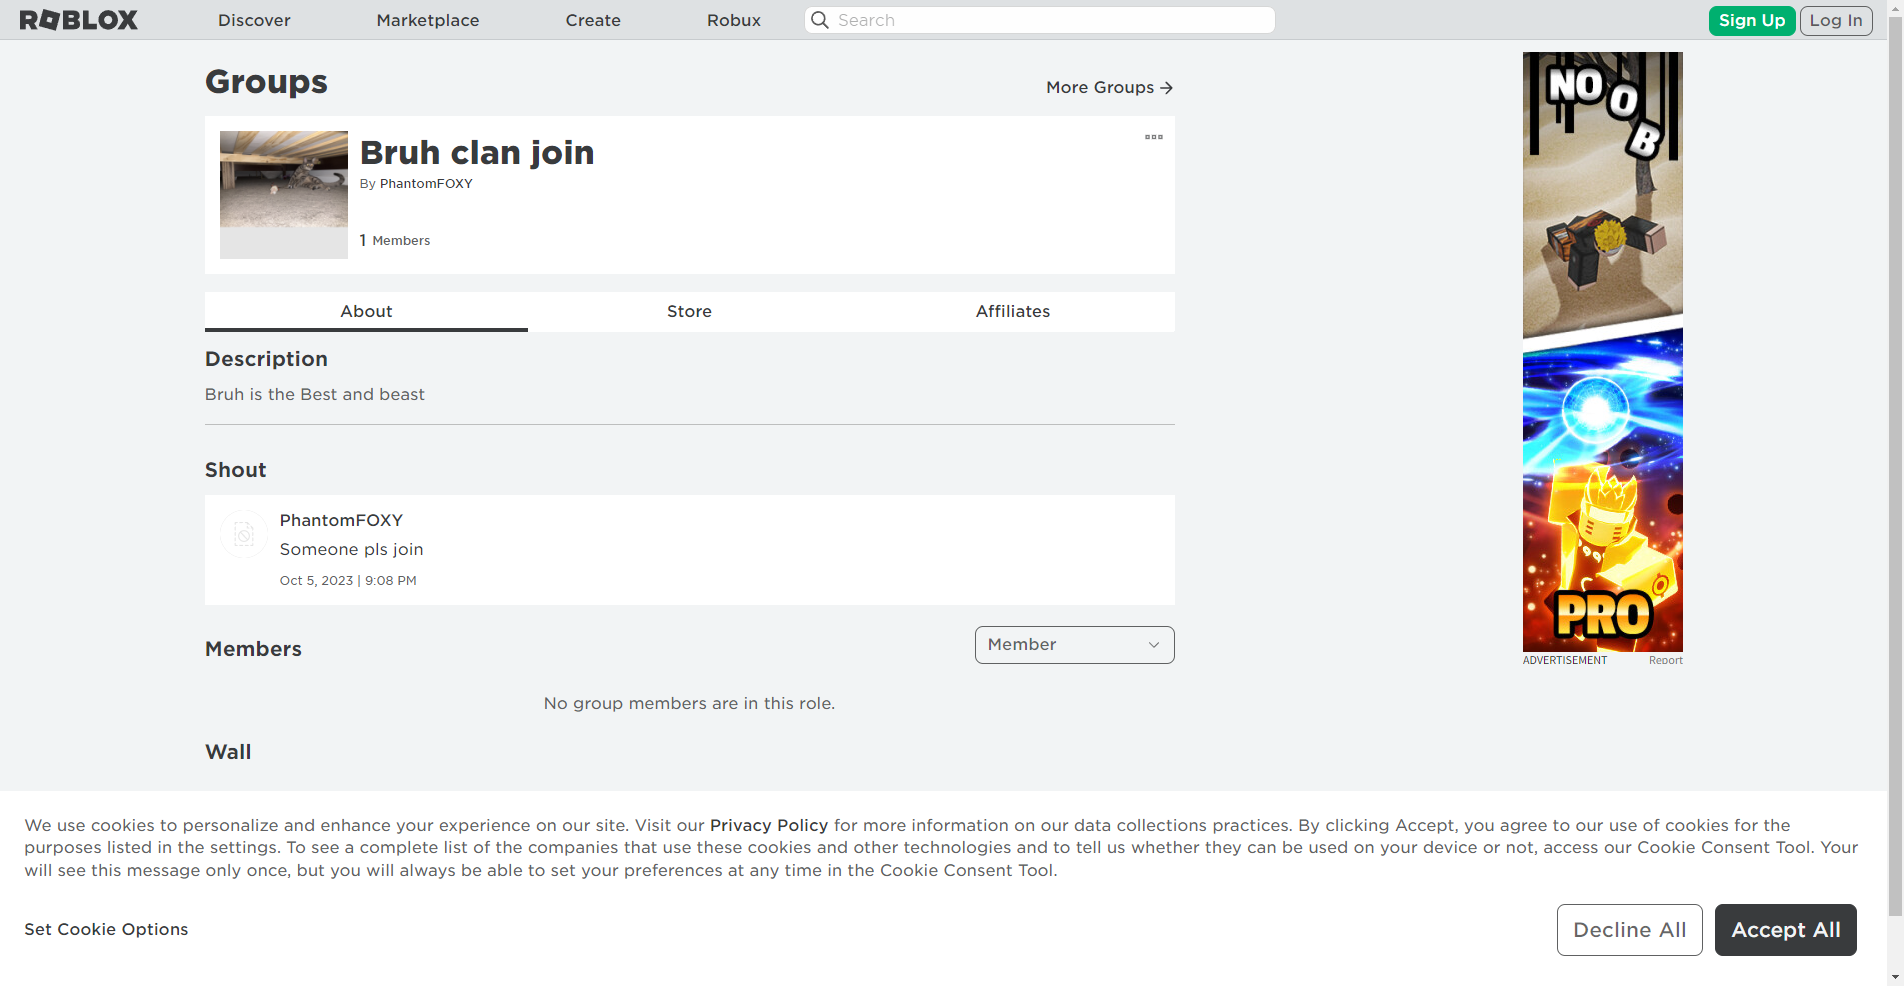 ROBLOX
Discover
Marketplace
Create
Robux
Search
Sign Up
Log In
Groups
More Groups
Bruh clan join
By PhantomFOXY
1 Members
About
Store
Affiliates
Description
Bruh is the Best and beast
Shout
PhantomFOXY
Someone pls join
Oct 5, 2023 | 9:08 PM
Members
Member
No group members are in this role.
Wall
NOOB
PRO
ADVERTISEMENT
Report
We use cookies to personalize and enhance your experience on our site. Visit our Privacy Policy for more information on our data collections practices. By clicking Accept, you agree to our use of cookies for the
purposes listed in the settings. To see a complete list of the companies that use these cookies and other technologies and to tell us whether they can be used on your device or not, access our Cookie Consent Tool. Your
will see this message only once, but you will always be able to set your preferences at any time in the Cookie Consent Tool.
Set Cookie Options
Decline All
Accept All